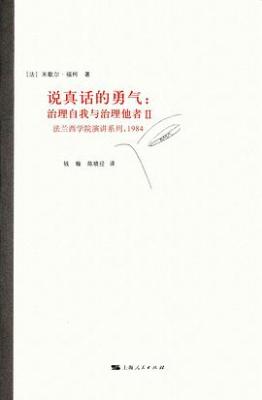 [法] 米歇尔·福柯 著
说真话的勇气：
治理自我与治理他者Ⅱ
法兰西学院演讲系列，1984
钱翰 陈晓径 译
上海人民出版社